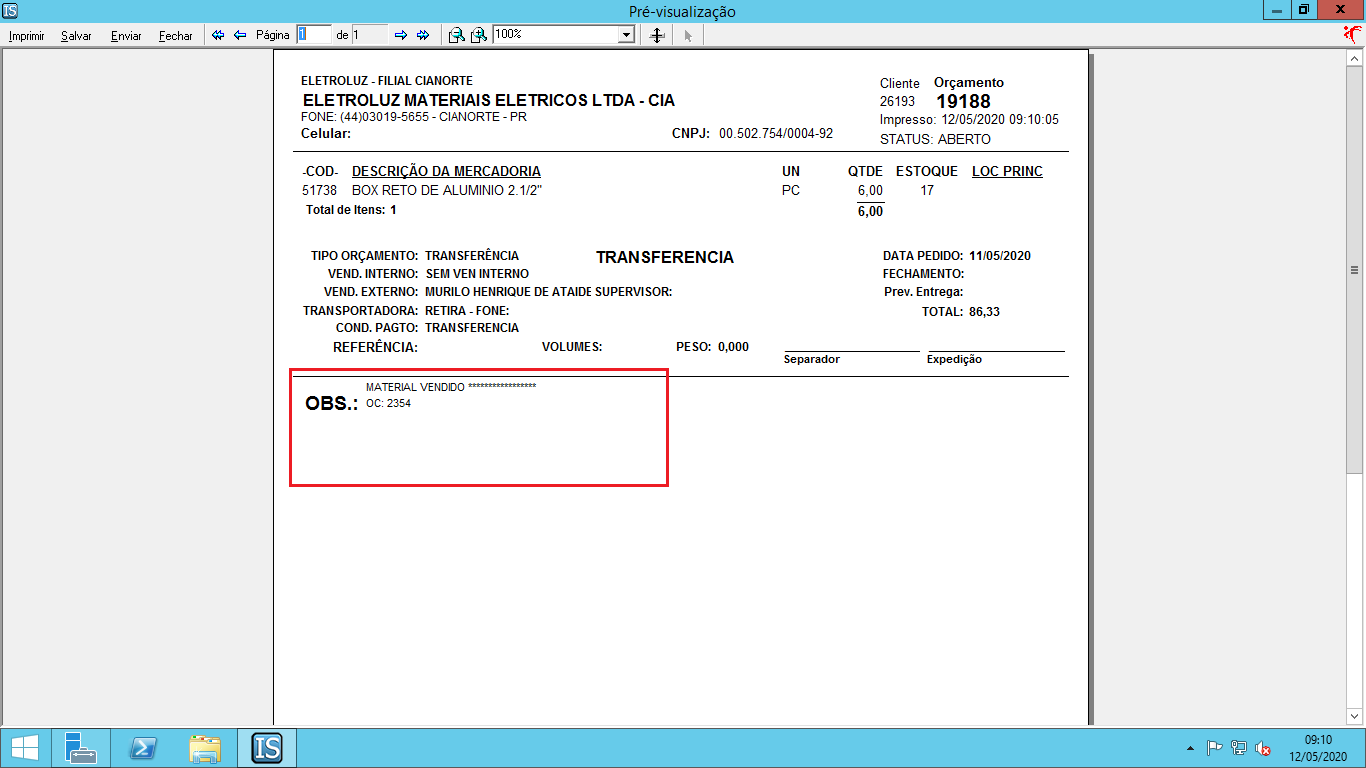 Pré-visualização
Imprimir Salvar Enviar Fechar Página 1 de 1 100%
ELETROLUZ - FILIAL CIANORTE
Cliente Orçamento
ELETROLUZ MATERIAIS ELETRICOS LTDA - CIA
26193 19188
FONE: (44)03019-5655 - CIANORTE - PR
Impresso: 12/05/2020 09:10:05
Celular: CNPJ: 00.502.754/0004-92
STATUS: ABERTO
-COD- DESCRIÇÃO DA MERCADORIA UN QTDE ESTOQUE LOC PRINC
51738 BOX RETO DE ALUMINIO 2.1/2" PC 6,00 17
Total de Itens: 1 6,00
TIPO ORÇAMENTO: TRANSFERÊNCIA TRANSFERENCIA DATA PEDIDO: 11/05/2020
VEND. INTERNO: SEM VEN INTERNO FECHAMENTO:
VEND. EXTERNO: MURILO HENRIQUE DE ATAIDE SUPERVISOR: Prev. Entrega:
TRANSPORTADORA: RETIRA - FONE: TOTAL: 86,33
COND. PAGTO: TRANSFERENCIA
REFERÊNCIA: VOLUMES: PESO: 0,000
Separador Expedição
MATERIAL VENDIDO *****************
OBS.: OC: 2354
IS 09:10
12/05/2020